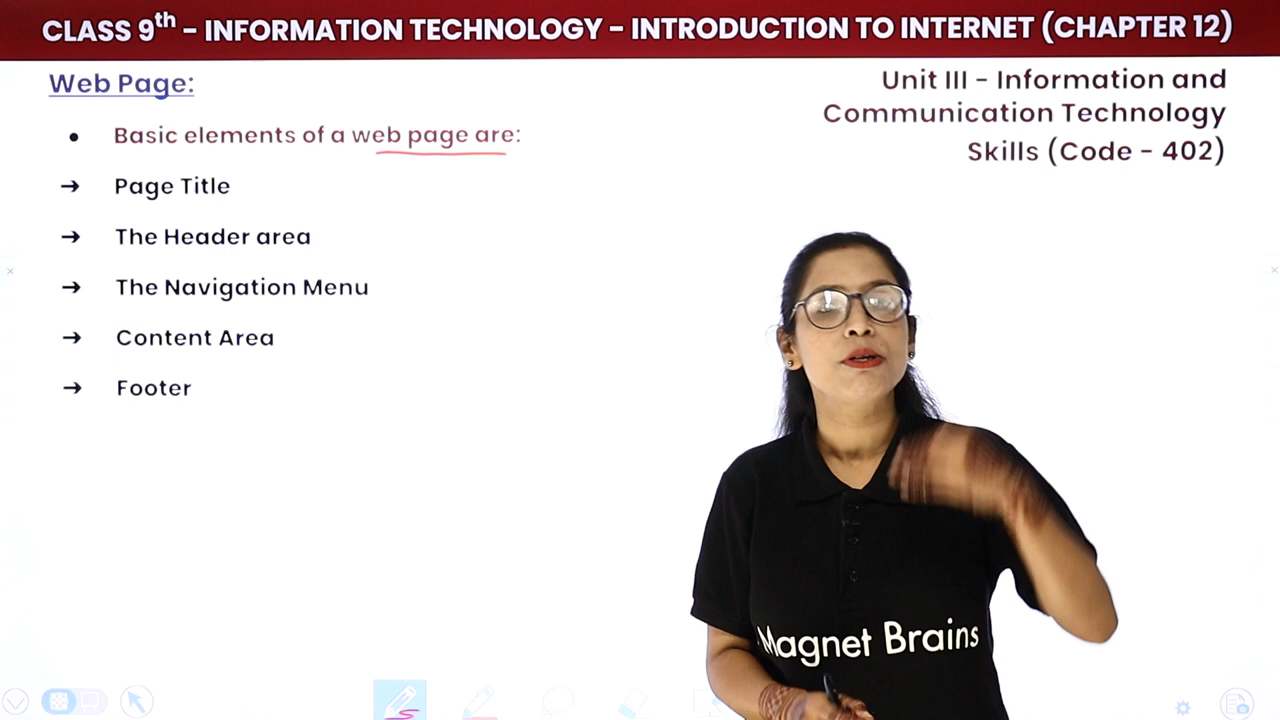 CLASS 9th – INFORMATION TECHNOLOGY – INTRODUCTION TO INTERNET (CHAPTER 12)
Web Page:
Unit III – Information and
Communication Technology
Skills (Code – 402)
• Basic elements of a web page are:
→ Page Title
→ The Header area
→ The Navigation Menu
→ Content Area
→ Footer
Magnet Brains